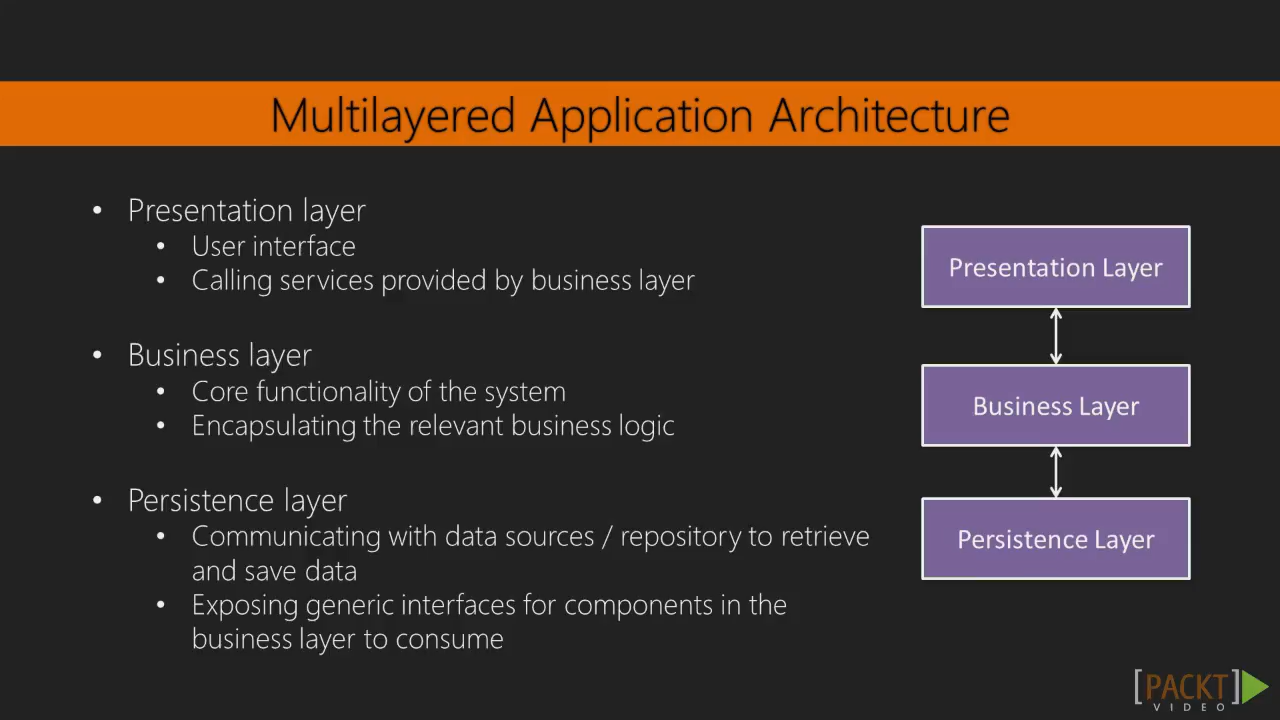 Multilayered Application Architecture
• Presentation layer
• User interface
• Calling services provided by business layer
• Business layer
• Core functionality of the system
• Encapsulating the relevant business logic
• Persistence layer
• Communicating with data sources / repository to retrieve
and save data
• Exposing generic interfaces for components in the
business layer to consume
Presentation Layer
Business Layer
Persistence Layer
[PACKT]
VIDEO